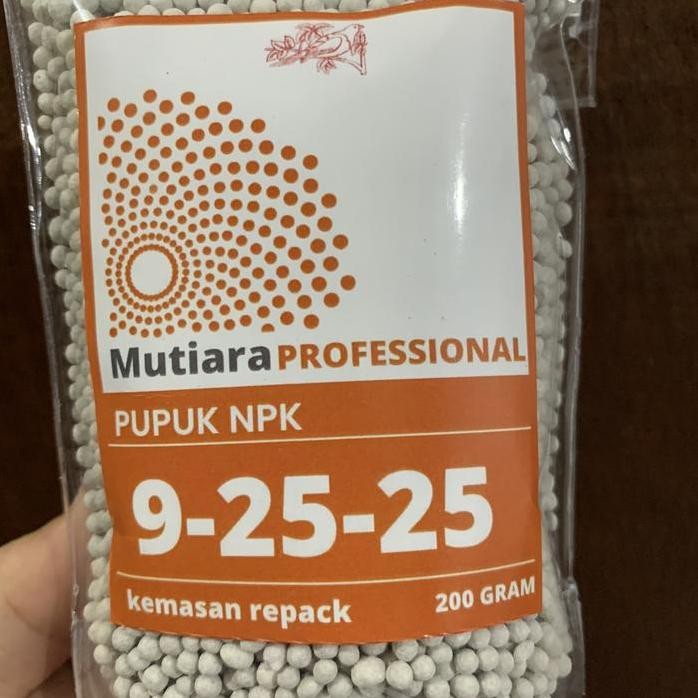 Mutiara PROFESSIONAL
PUPUK NPK
9-25-25
kemasan repack 200 GRAM